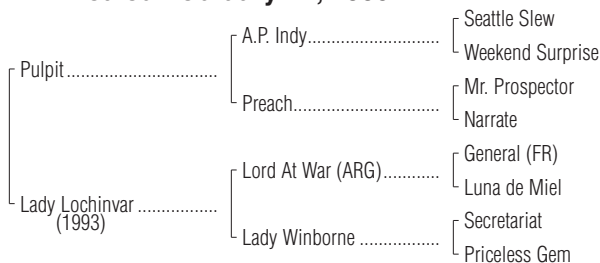 Pulpit
Lady Lochinvar
(1993)
A.P. Indy
Preach
Lord At War (ARG)
Lady Winborne
Seattle Slew
Weekend Surprise
Mr. Prospector
Narrate
General (FR)
Luna de Miel
Secretariat
Priceless Gem